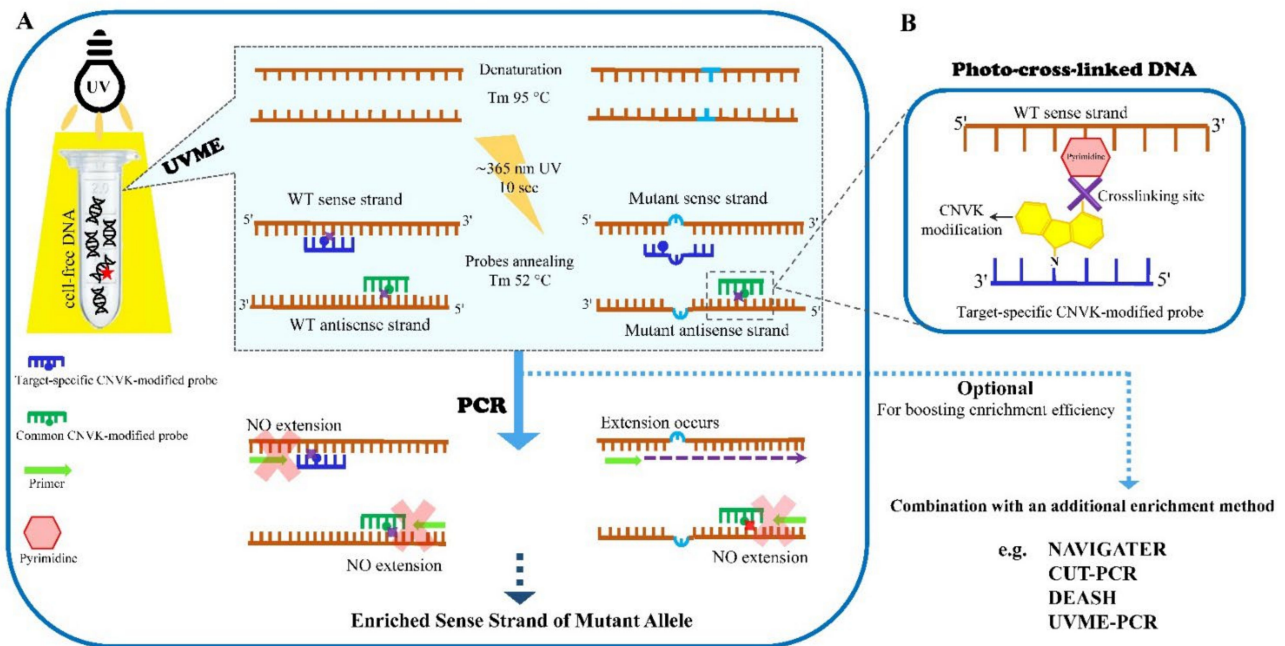 A
UV
UVME
cell-free DNA
2.0
Denaturation
Tm 95 °C
~365 nm UV
10 sec
WT sense strand
5'
3'
Mutant sense strand
5'
Probes annealing
Tm 52 °C
3'
5'
WT antisense strand
3'
5'
Mutant antisense strand
Target-specific CNVK-modified probe
Common CNVK-modified probe
Primer
Pyrimidine
PCR
NO extension
Extension occurs
NO extension
NO extension
Enriched Sense Strand of Mutant Allele
B
Photo-cross-linked DNA
WT sense strand
5'
3'
Pyrimidine
Crosslinking site
CNVK
modification
N
3'
5'
Target-specific CNVK-modified probe
Optional
For boosting enrichment efficiency
Combination with an additional enrichment method
e.g. NAVIGATER
CUT-PCR
DEASH
UVME-PCR